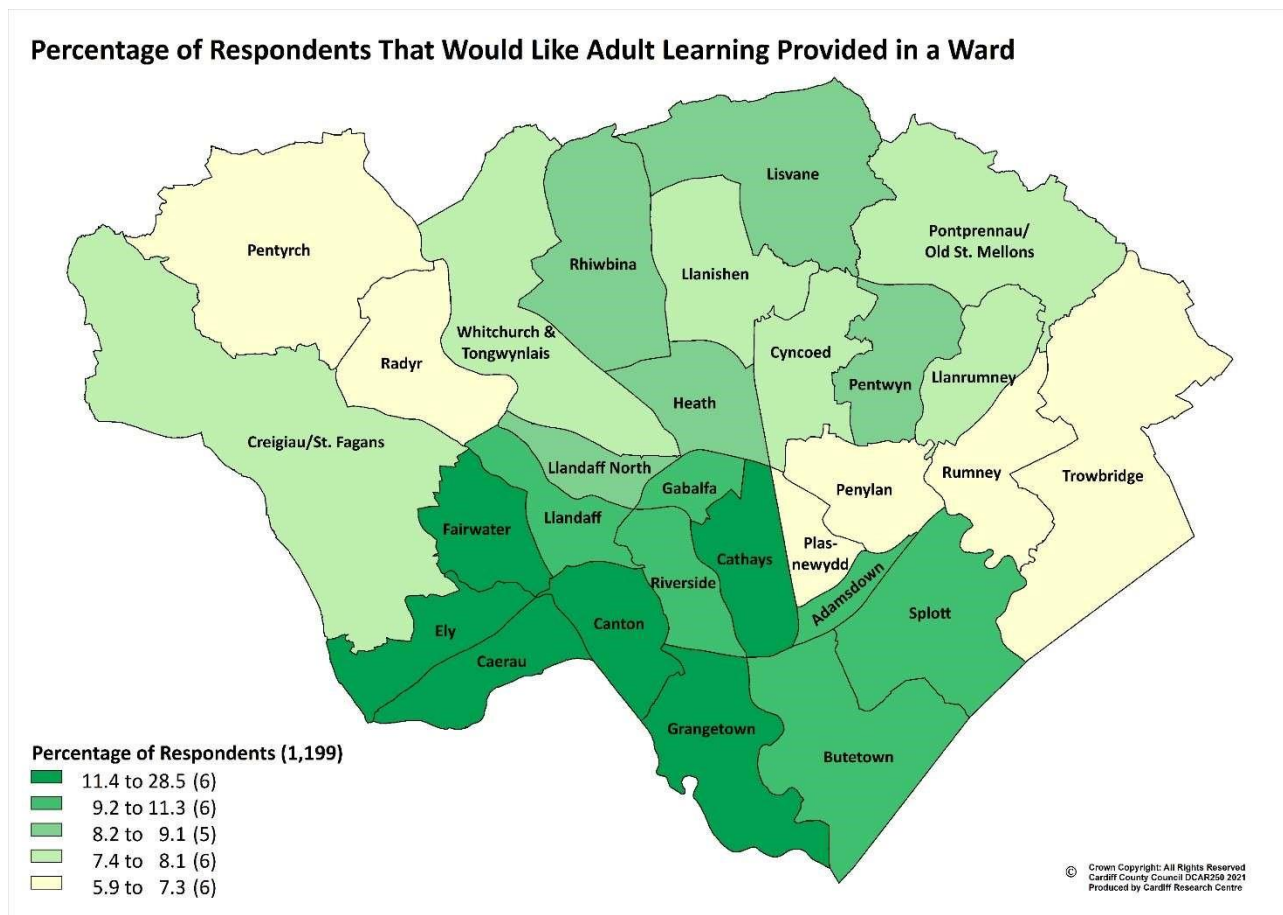 Percentage of Respondents That Would Like Adult Learning Provided in a Ward
Lisvane
Pontprennau/
Old St. Mellons
Pentyrch
Rhiwbina
Llanishen
Whitchurch &
Tongwynlais
Radyr
Cyncoed
Pentwyn
Llanrumney
Heath
Creigiau/St. Fagans
Llandaff North
Gabalfa
Penylan
Rumney
Trowbridge
Fairwater
Llandaff
Cathays
Plas-
newydd
Riverside
Adamsdown
Splott
Ely
Canton
Caerau
Grangetown
Butetown
Percentage of Respondents (1,199)
11.4 to 28.5 (6)
9.2 to 11.3 (6)
8.2 to 9.1 (5)
7.4 to 8.1 (6)
5.9 to 7.3 (6)
© Crown Copyright: All Rights Reserved
Cardiff County Council DCAR250 2021
Produced by Cardiff Research Centre